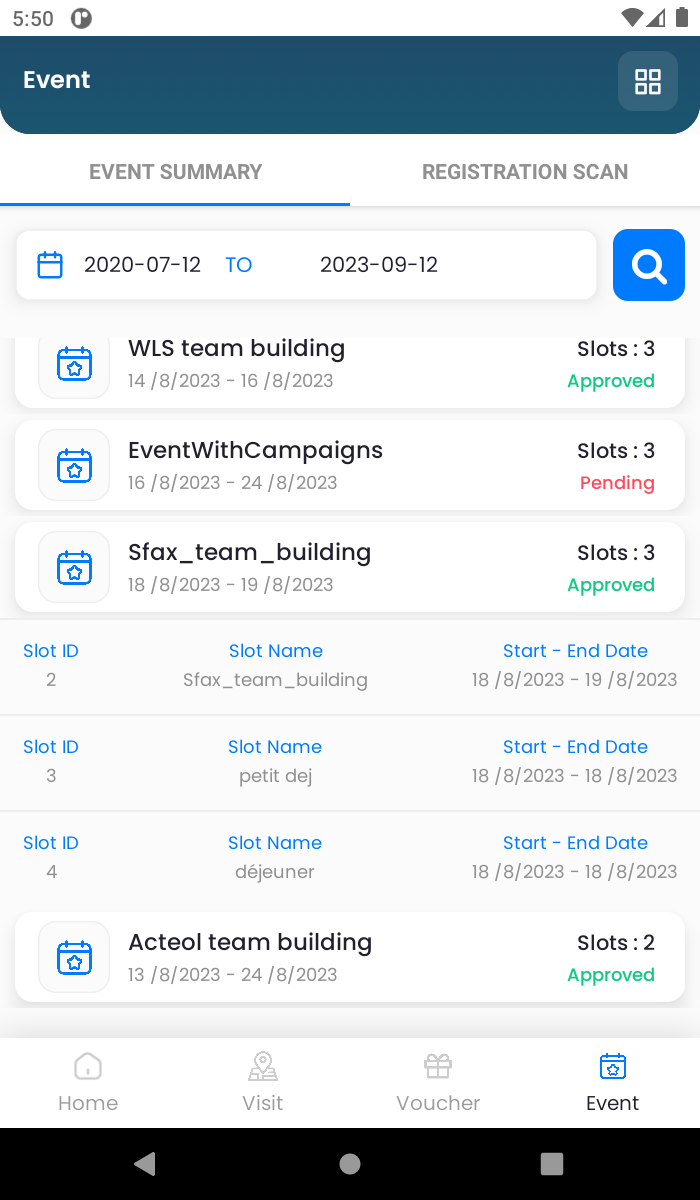 5:50
Event
EVENT SUMMARY REGISTRATION SCAN
2020-07-12 TO 2023-09-12
WLS team building Slots : 3
14 /8/2023 - 16 /8/2023 Approved
EventWithCampaigns Slots : 3
16 /8/2023 - 24 /8/2023 Pending
Sfax_team_building Slots : 3
18 /8/2023 - 19 /8/2023 Approved
Slot ID Slot Name Start - End Date
2 Sfax_team_building 18 /8/2023 - 19 /8/2023
Slot ID Slot Name Start - End Date
3 petit dej 18 /8/2023 - 18 /8/2023
Slot ID Slot Name Start - End Date
4 déjeuner 18 /8/2023 - 18 /8/2023
Acteol team building Slots : 2
13 /8/2023 - 24 /8/2023 Approved
Home Visit Voucher Event